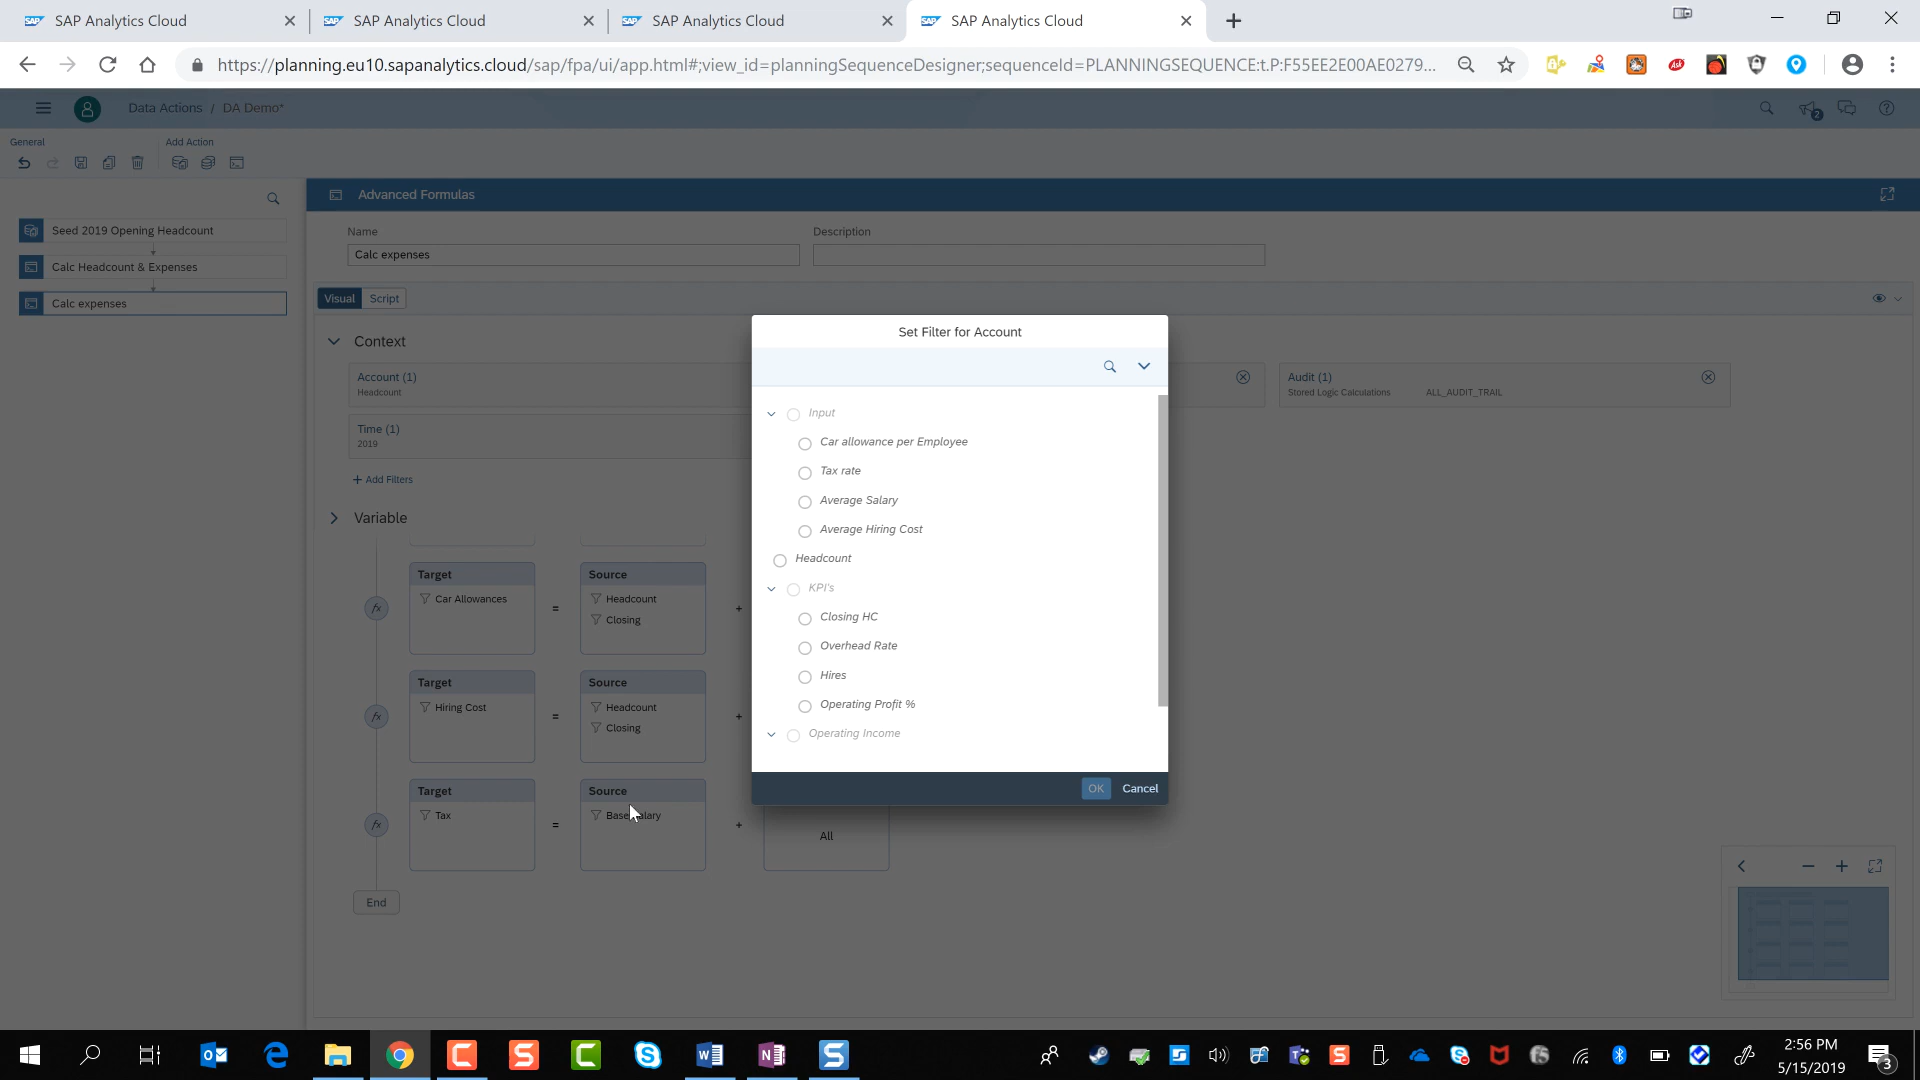 SAP Analytics Cloud
SAP Analytics Cloud
SAP Analytics Cloud
SAP Analytics Cloud
https://planning.eu10.sapanalytics.cloud/sap/fpa/ui/app.html#;view_id=planningSequenceDesigner;sequenceId=PLANNINGSEQUENCE:t.P:F55EE2E00AE0279...
Data Actions / DA Demo*
2
General
Add Action
Seed 2019 Opening Headcount
Calc Headcount & Expenses
Calc expenses
Advanced Formulas
Name
Description
Calc expenses
Visual
Script
Context
Account (1)
Headcount
Audit (1)
Stored Logic Calculations ALL_AUDIT_TRAIL
Time (1)
2019
+ Add Filters
Variable
Target
Car Allowances
=
Source
Headcount
Closing
+
fx
Target
Hiring Cost
=
Source
Headcount
Closing
+
fx
Target
Tax
=
Source
Base Salary
+
All
fx
End
Set Filter for Account
Input
Car allowance per Employee
Tax rate
Average Salary
Average Hiring Cost
Headcount
KPI's
Closing HC
Overhead Rate
Hires
Operating Profit %
Operating Income
OK
Cancel
2:56 PM
5/15/2019
3